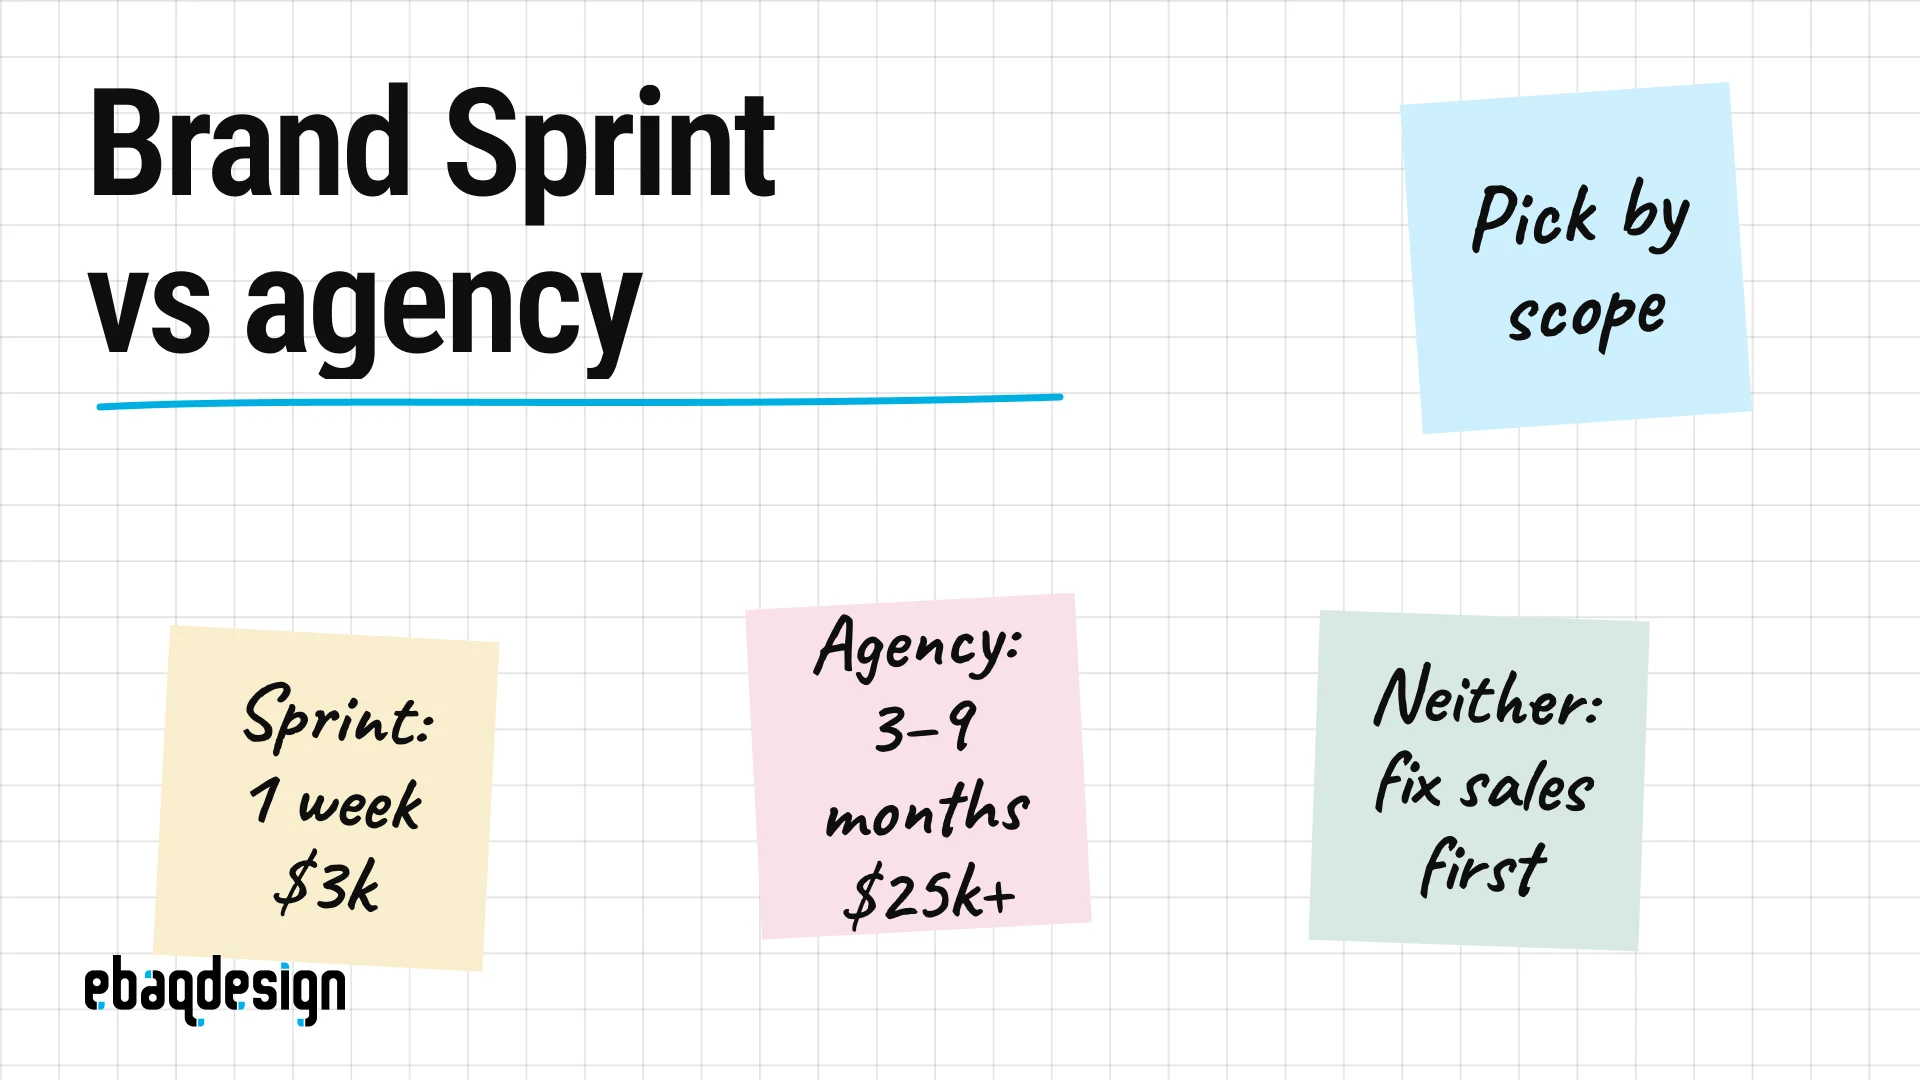 Brand Sprint
vs agency
Pick by
scope
Sprint:
1 week
$3k
Agency:
3–9
months
$25k+
Neither:
fix sales
first
ebaqdesign